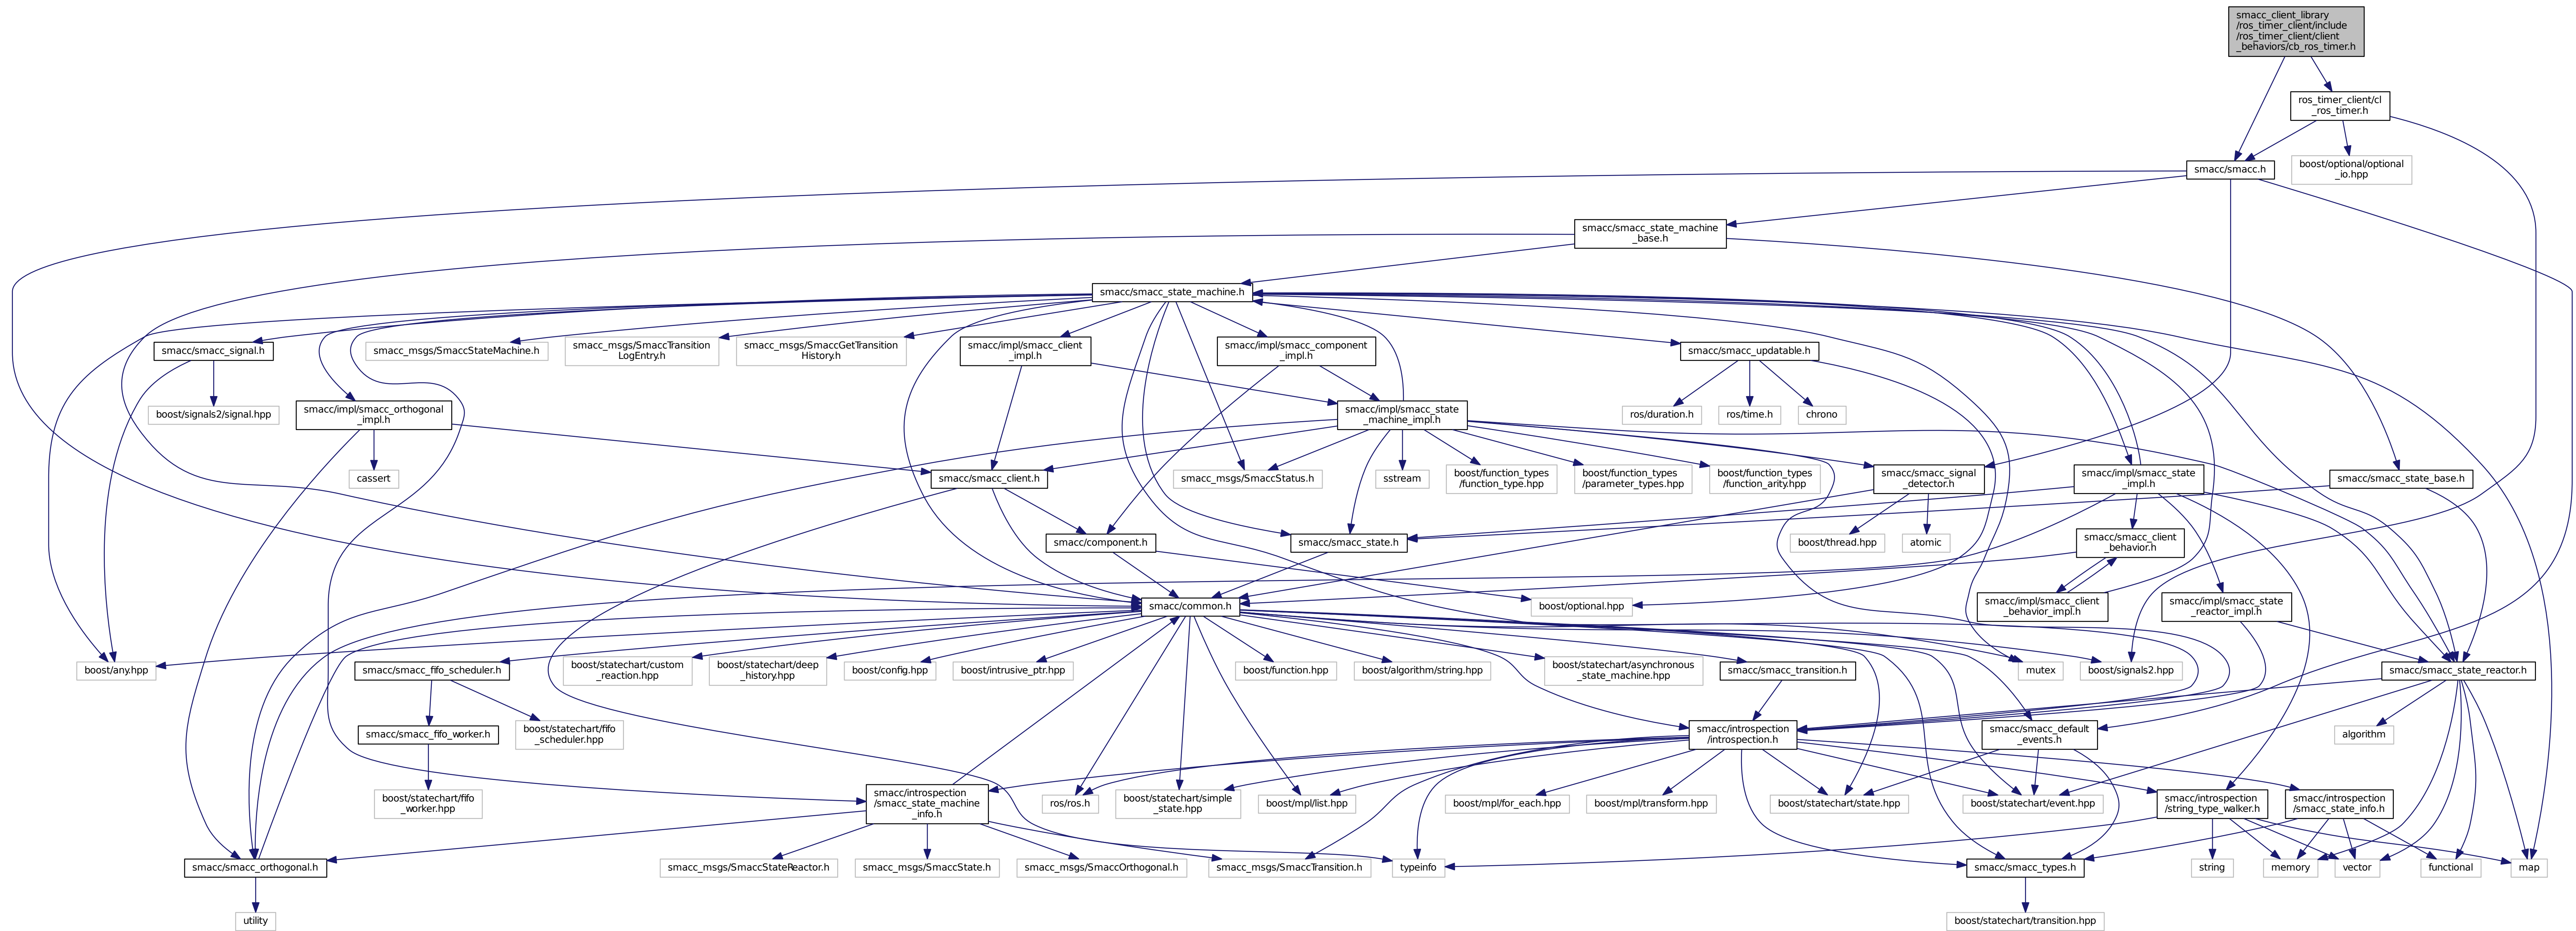 smacc_client_library
/ros_timer_client/include
/ros_timer_client/client
_behaviors/cb_ros_timer.h
ros_timer_client/cl
_ros_timer.h
smacc/smacc.h
boost/optional/optional
_io.hpp
smacc/smacc_state_machine
_base.h
smacc/smacc_state_machine.h
smacc/smacc_signal.h
smacc_msgs/SmaccStateMachine.h
smacc_msgs/SmaccTransition
LogEntry.h
smacc_msgs/SmaccGetTransition
History.h
smacc/impl/smacc_client
_impl.h
smacc/impl/smacc_component
_impl.h
smacc/smacc_updatable.h
boost/signals2/signal.hpp
smacc/impl/smacc_orthogonal
_impl.h
smacc/impl/smacc_state
_machine_impl.h
ros/duration.h
ros/time.h
chrono
cassert
smacc/smacc_client.h
smacc_msgs/SmaccStatus.h
sstream
boost/function_types
/function_type.hpp
boost/function_types
/parameter_types.hpp
boost/function_types
/function_arity.hpp
smacc/smacc_signal
_detector.h
smacc/impl/smacc_state
_impl.h
smacc/smacc_state_base.h
smacc/component.h
smacc/smacc_state.h
boost/thread.hpp
atomic
smacc/smacc_client
_behavior.h
smacc/common.h
boost/optional.hpp
smacc/impl/smacc_client
_behavior_impl.h
smacc/impl/smacc_state
_reactor_impl.h
boost/any.hpp
smacc/smacc_fifo_scheduler.h
boost/statechart/custom
_reaction.hpp
boost/statechart/deep
_history.hpp
boost/config.hpp
boost/intrusive_ptr.hpp
boost/function.hpp
boost/algorithm/string.hpp
boost/statechart/asynchronous
_state_machine.hpp
smacc/smacc_transition.h
mutex
boost/signals2.hpp
smacc/smacc_state_reactor.h
smacc/smacc_fifo_worker.h
boost/statechart/fifo
_scheduler.hpp
smacc/introspection
/introspection.h
smacc/smacc_default
_events.h
algorithm
boost/statechart/fifo
_worker.hpp
smacc/introspection
/smacc_state_machine
_info.h
ros/ros.h
boost/statechart/simple
_state.hpp
boost/mpl/list.hpp
boost/mpl/for_each.hpp
boost/mpl/transform.hpp
boost/statechart/state.hpp
boost/statechart/event.hpp
smacc/introspection
/string_type_walker.h
smacc/introspection
/smacc_state_info.h
smacc/smacc_orthogonal.h
smacc_msgs/SmaccStateReactor.h
smacc_msgs/SmaccState.h
smacc_msgs/SmaccOrthogonal.h
smacc_msgs/SmaccTransition.h
typeinfo
smacc/smacc_types.h
string
memory
vector
functional
map
utility
boost/statechart/transition.hpp